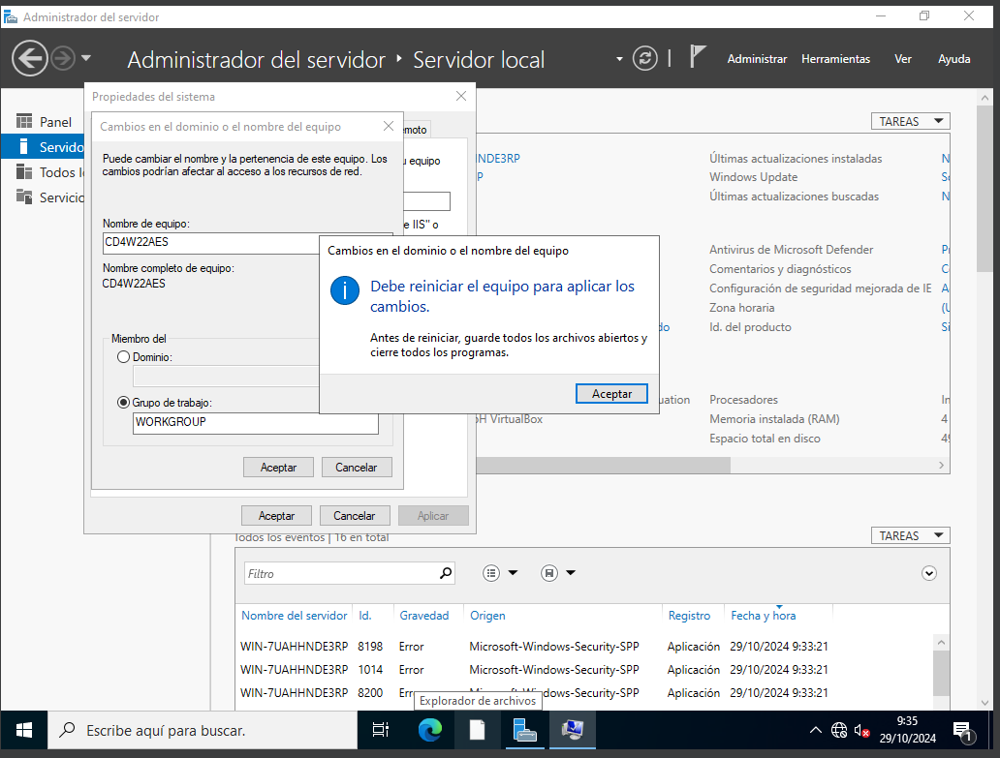 Administrador del servidor
Administrador del servidor ‣ Servidor local
Administrar Herramientas Ver Ayuda
Propiedades del sistema
Cambios en el dominio o el nombre del equipo
Puede cambiar el nombre y la pertenencia de este equipo. Los
cambios podrían afectar al acceso a los recursos de red.
Nombre de equipo:
CD4W22AES
Nombre completo de equipo:
CD4W22AES
Miembro del
Dominio:
Grupo de trabajo:
WORKGROUP
Aceptar Cancelar
Aceptar Cancelar Aplicar
Cambios en el dominio o el nombre del equipo
Debe reiniciar el equipo para aplicar los
cambios.
Antes de reiniciar, guarde todos los archivos abiertos y
cierre todos los programas.
Aceptar
Panel
Servido
Todos l
Servicio
emoto
u equipo
e IIS" o
TAREAS
NDE3RP
P
Últimas actualizaciones instaladas N
Windows Update
Últimas actualizaciones buscadas N
Antivirus de Microsoft Defender
Comentarios y diagnósticos
Configuración de seguridad mejorada de IE
Zona horaria (U
do Id. del producto Si
uation Procesadores In
oH VirtualBox Memoria instalada (RAM) 4
Espacio total en disco 49
Todos los eventos | 16 en total
TAREAS
Filtro
Nombre del servidor Id. Gravedad Origen Registro Fecha y hora
WIN-7UAHHNDE3RP 8198 Error Microsoft-Windows-Security-SPP Aplicación 29/10/2024 9:33:21
WIN-7UAHHNDE3RP 1014 Error Microsoft-Windows-Security-SPP Aplicación 29/10/2024 9:33:21
WIN-7UAHHNDE3RP 8200 Err Microsoft-Windows-Security-SPP Aplicación 29/10/2024 9:33:21
Explorador de archivos
Escribe aquí para buscar.
9:35
29/10/2024
1